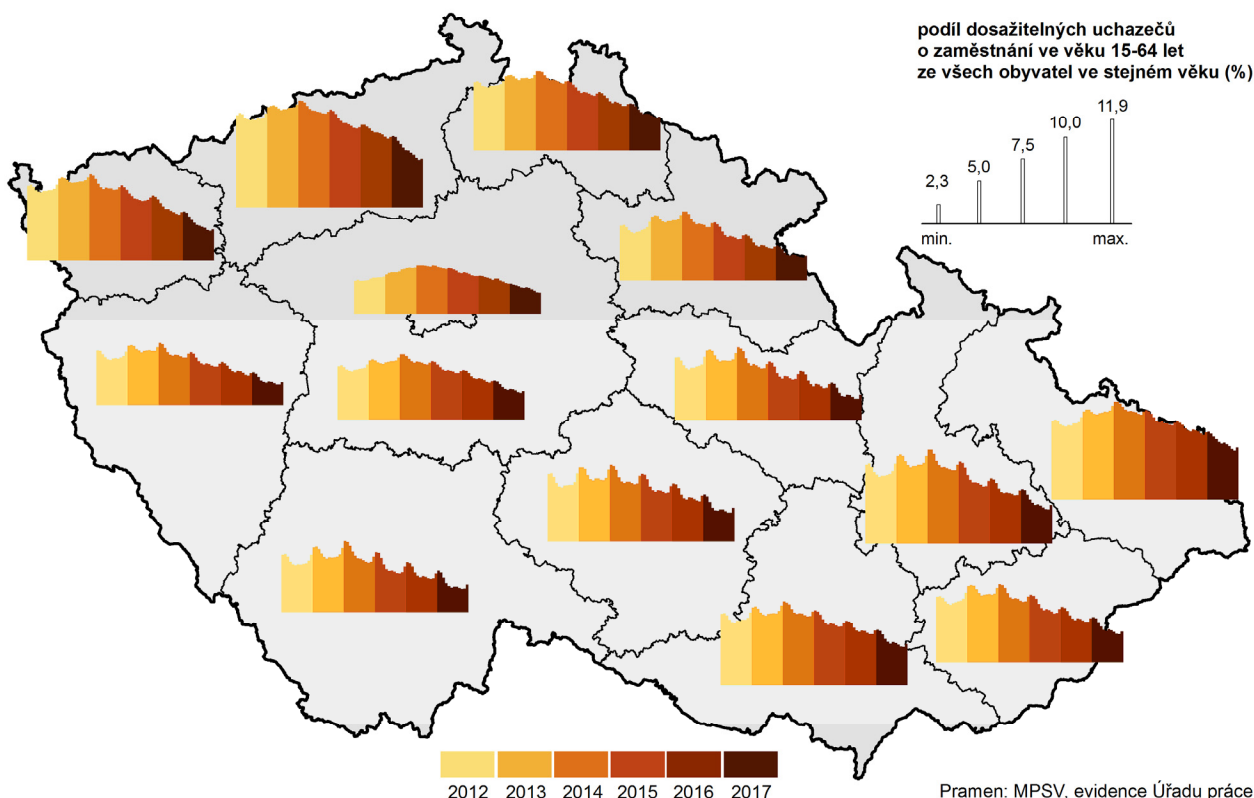 podíl dosažitelných uchazečů
o zaměstnání ve věku 15-64 let
ze všech obyvatel ve stejném věku (%)
11,9
10,0
7,5
5,0
2,3
min.
max.
2012 2013 2014 2015 2016 2017
Pramen: MPSV, evidence Úřadu práce